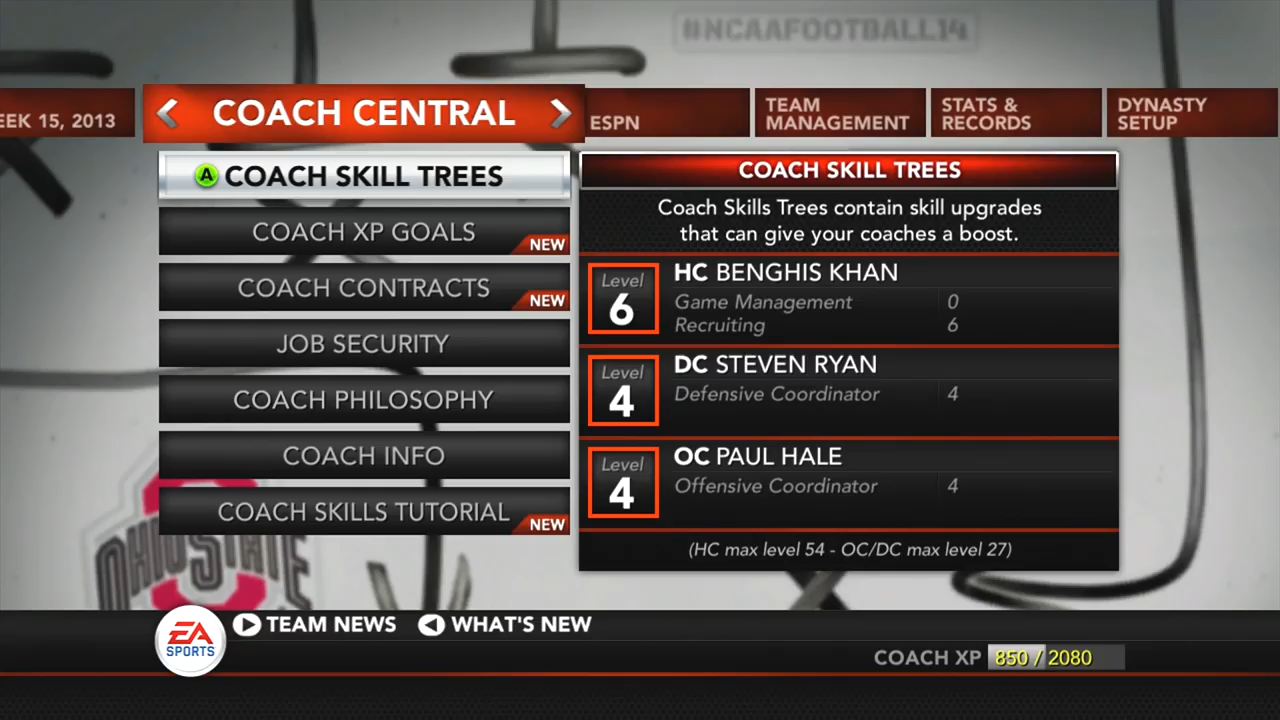 #NCAAFOOTBALL14
EEK 15, 2013
COACH CENTRAL
ESPN
TEAM
MANAGEMENT
STATS &
RECORDS
DYNASTY
SETUP
A COACH SKILL TREES
COACH XP GOALS
NEW
COACH CONTRACTS
NEW
JOB SECURITY
COACH PHILOSOPHY
COACH INFO
COACH SKILLS TUTORIAL
NEW
COACH SKILL TREES
Coach Skills Trees contain skill upgrades
that can give your coaches a boost.
Level
6
HC BENGHIS KHAN
Game Management 0
Recruiting 6
Level
4
DC STEVEN RYAN
Defensive Coordinator 4
Level
4
OC PAUL HALE
Offensive Coordinator 4
(HC max level 54 - OC/DC max level 27)
OHIO STATE
EA
SPORTS
TEAM NEWS
WHAT'S NEW
COACH XP 850 / 2080